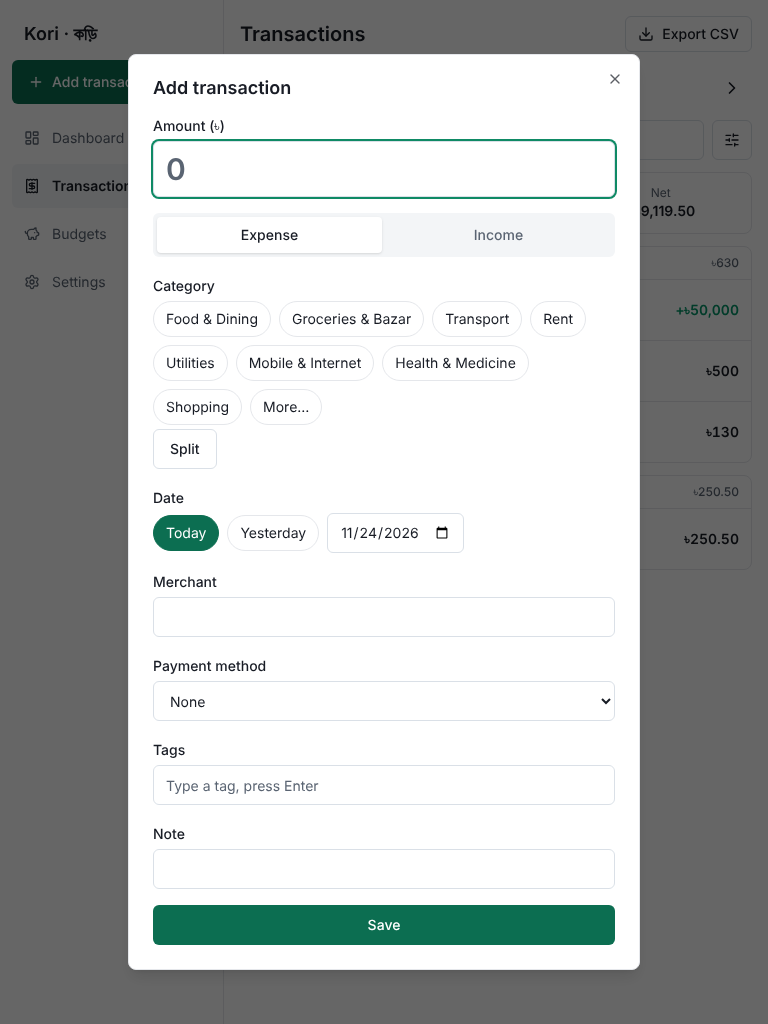 Kori · কড়ি
Transactions
Export CSV
Add transac
Dashboard
Transaction
Budgets
Settings
Net
9,119.50
৳630
+৳50,000
৳500
৳130
৳250.50
৳250.50
Add transaction
Amount (৳)
0
Expense Income
Category
Food & Dining Groceries & Bazar Transport Rent
Utilities Mobile & Internet Health & Medicine
Shopping More...
Split
Date
Today Yesterday 11/24/2026
Merchant
Payment method
None
Tags
Type a tag, press Enter
Note
Save